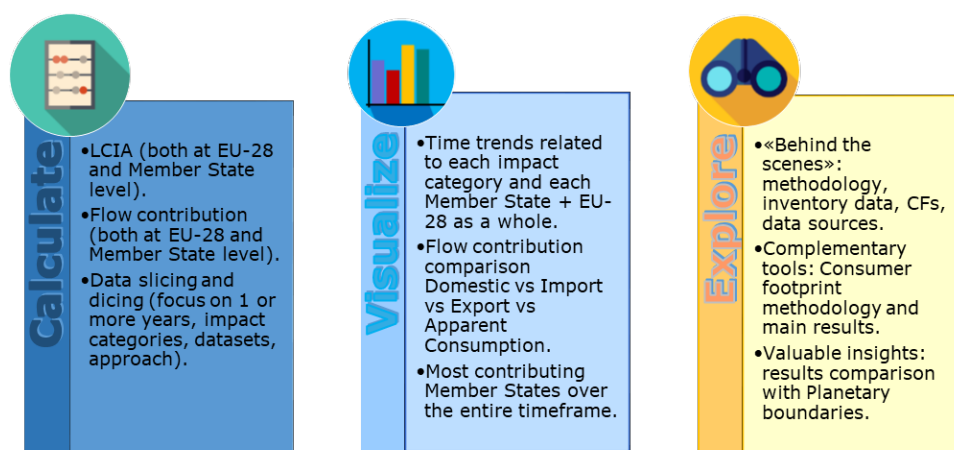 Calculate
•LCIA (both at EU-28
and Member State
level).
•Flow contribution
(both at EU-28 and
Member State level).
•Data slicing and
dicing (focus on 1 or
more years, impact
categories, datasets,
approach).
Visualize
•Time trends related
to each impact
category and each
Member State + EU-
28 as a whole.
•Flow contribution
comparison
Domestic vs Import
vs Export vs
Apparent
Consumption.
•Most contributing
Member States over
the entire timeframe.
Explore
•«Behind the
scenes»:
methodology,
inventory data, CFs,
data sources.
•Complementary
tools: Consumer
footprint
methodology and
main results.
•Valuable insights:
results comparison
with Planetary
boundaries.